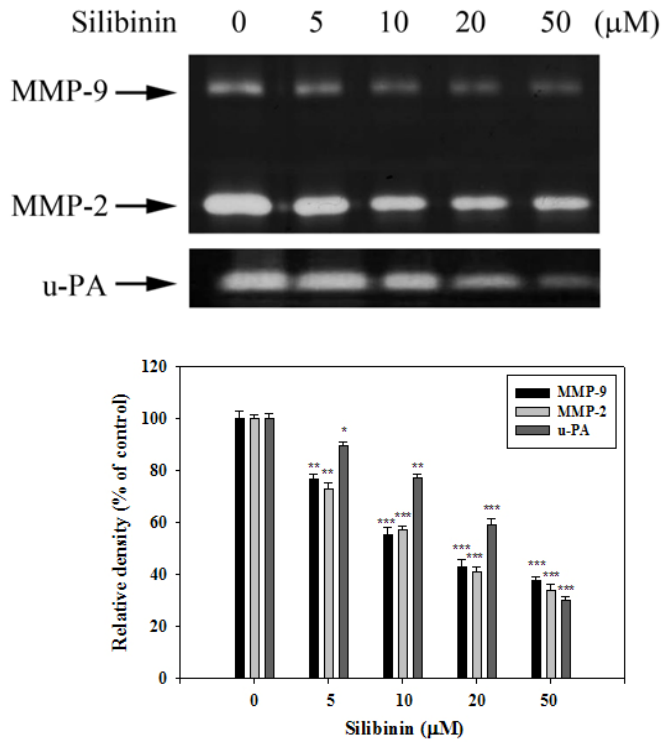 Silibinin 0 5 10 20 50 (μM)
MMP-9
MMP-2
u-PA
120
100
80
60
40
20
0
Relative density (% of control)
MMP-9
MMP-2
u-PA
** ** *
*** *** **
*** *** ***
*** *** ***
0 5 10 20 50
Silibinin (μM)